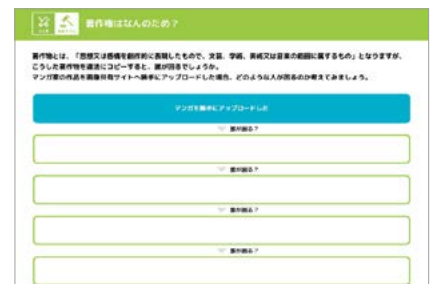 著作権はなんのため？
著作物とは、「思想又は感情を創作的に表現したもので、文芸、学術、美術又は音楽の範囲に属するもの」となりますが、
こうした著作物を違法にコピーすると、誰が困るでしょうか。
マンガ家の作品を画像共有サイトへ勝手にアップロードした場合、どのような人が困るのか考えてみましょう。
マンガを勝手にアップロードした
誰が困る？
誰が困る？
誰が困る？
誰が困る？